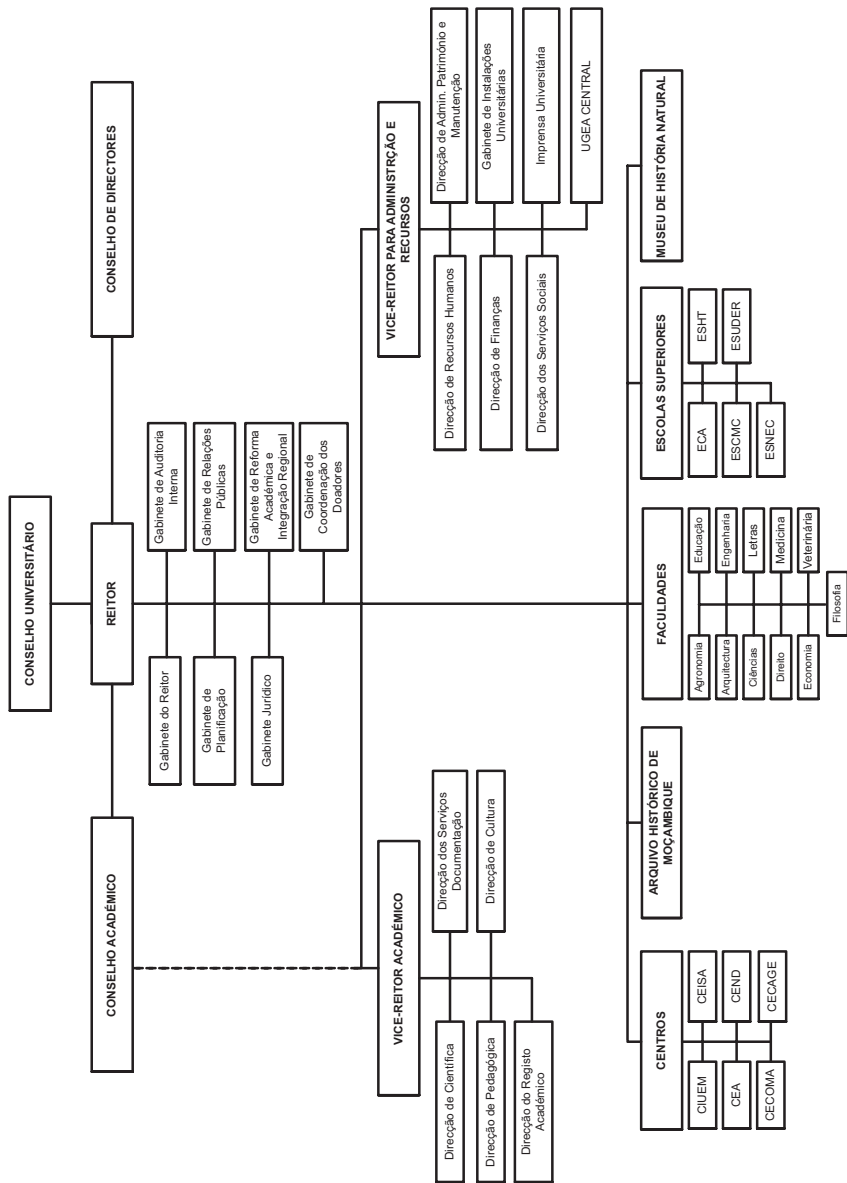 CONSELHO UNIVERSITÁRIO
CONSELHO ACADÉMICO
REITOR
CONSELHO DE DIRECTORES
Gabinete do Reitor
Gabinete de Auditoria
Interna
Gabinete de
Planificação
Gabinete de Relações
Públicas
Gabinete Jurídico
Gabinete de Reforma
Académica e
Integração Regional
Gabinete de
Coordenação dos
Doadores
VICE-REITOR ACADÉMICO
Direcção de Científica
Direcção dos Serviços
Documentação
Direcção de Pedagógica
Direcção de Cultura
Direcção do Registo
Académico
VICE-REITOR PARA ADMINISTRÇÃO E
RECURSOS
Direcção de Recursos Humanos
Direcção de Admin. Património e
Manutenção
Direcção de Finanças
Gabinete de Instalações
Universitárias
Direcção dos Serviços Sociais
Imprensa Universitária
UGEA CENTRAL
CENTROS
CIUEM
CEISA
CEA
CEND
CECOMA
CECAGE
ARQUIVO HISTÓRICO DE
MOÇAMBIQUE
FACULDADES
Agronomia
Educação
Arquitectura
Engenharia
Ciências
Letras
Direito
Medicina
Economia
Veterinária
Filosofia
ESCOLAS SUPERIORES
ECA
ESHT
ESCMC
ESUDER
ESNEC
MUSEU DE HISTÓRIA NATURAL